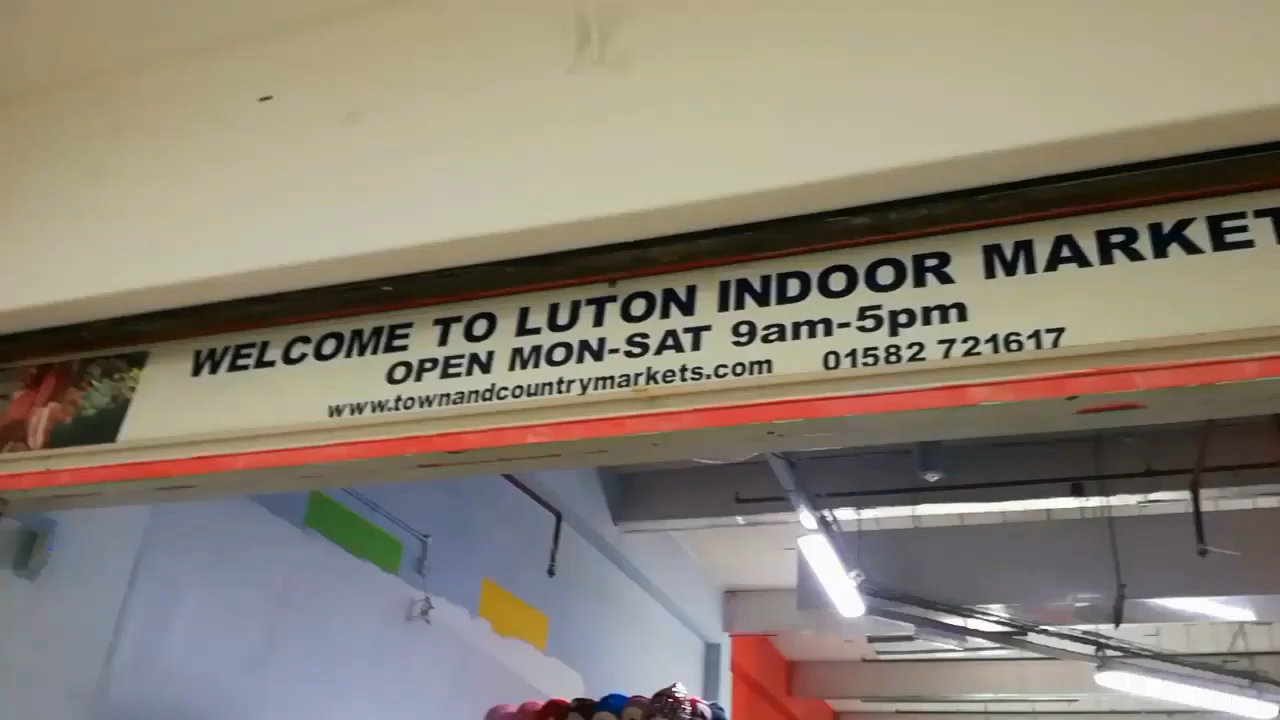 WELCOME TO LUTON INDOOR MARKET
OPEN MON-SAT 9am-5pm
www.townandcountrymarkets.com 01582 721617